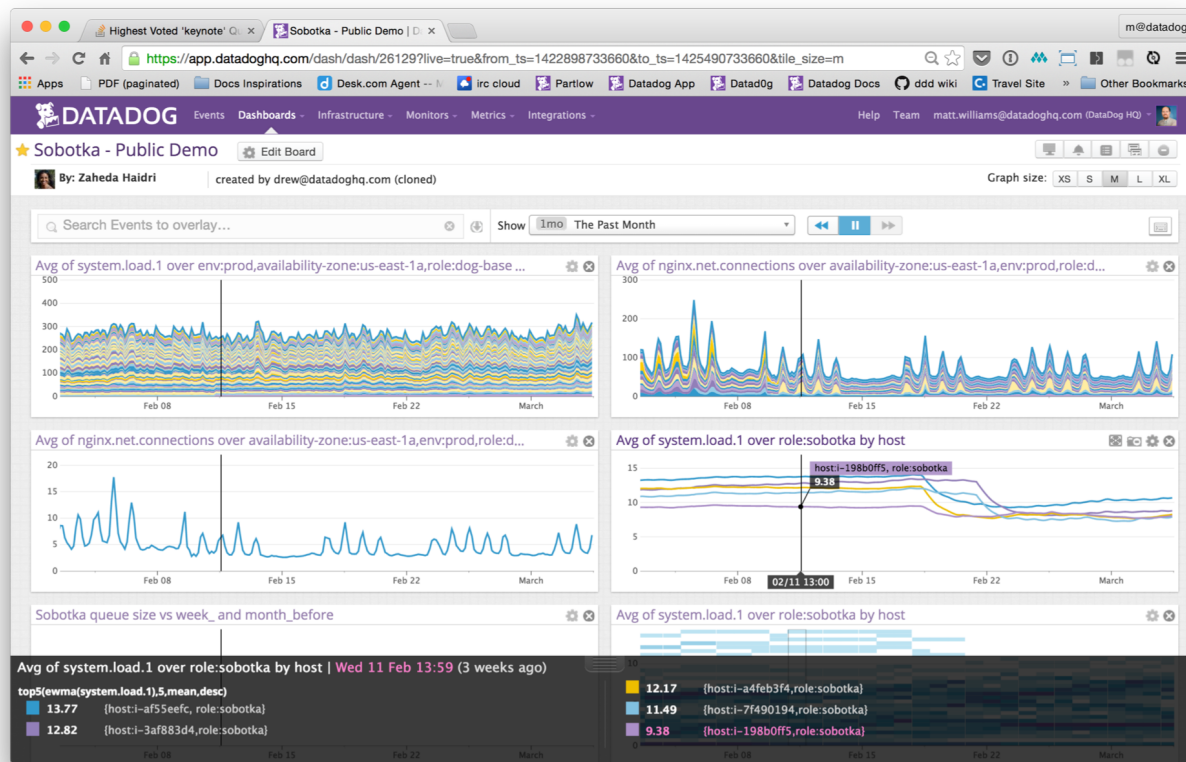 Highest Voted 'keynote' Qu
Sobotka - Public Demo | D
m@datadog
https://app.datadoghq.com/dash/dash/26129?live=true&from_ts=1422898733660&to_ts=1425490733660&tile_size=m
Apps PDF (paginated) Docs Inspirations Desk.com Agent -- irc cloud Partlow Datadog App Datad0g Datadog Docs ddd wiki Travel Site » Other Bookmarks
DATADOG Events Dashboards Infrastructure Monitors Metrics Integrations Help Team matt.williams@datadoghq.com (DataDog HQ)
Sobotka - Public Demo Edit Board
By: Zaheda Haidri created by drew@datadoghq.com (cloned) Graph size: XS S M L XL
Search Events to overlay... Show 1mo The Past Month
Avg of system.load.1 over env:prod,availability-zone:us-east-1a,role:dog-base ...
500
400
300
200
100
0
Feb 08 Feb 15 Feb 22 March
Avg of nginx.net.connections over availability-zone:us-east-1a,env:prod,role:d...
300
200
100
0
Feb 08 Feb 22 March
Avg of nginx.net.connections over availability-zone:us-east-1a,env:prod,role:d...
20
15
10
5
0
Feb 08 Feb 15 Feb 22 March
Avg of system.load.1 over role:sobotka by host
15
10
5
0
host:i-198b0ff5, role:sobotka
9.38
Feb 08 02/11 13:00 Feb 15 Feb 22 March
Sobotka queue size vs week_ and month_before
Avg of system.load.1 over role:sobotka by host
10
0
Feb 08 Feb 15 Feb 22 March
Feb 08 Feb 15 Feb 22 March
Avg of system.load.1 over role:sobotka by host | Wed 11 Feb 13:59 (3 weeks ago)
top5(ewma(system.load.1),5,mean,desc)
13.77 {host:i-af55eefc, role:sobotka}
12.82 {host:i-3af883d4,role:sobotka}
12.17 {host:i-a4feb3f4,role:sobotka}
11.49 {host:i-7f490194,role:sobotka}
9.38 {host:i-198b0ff5,role:sobotka}